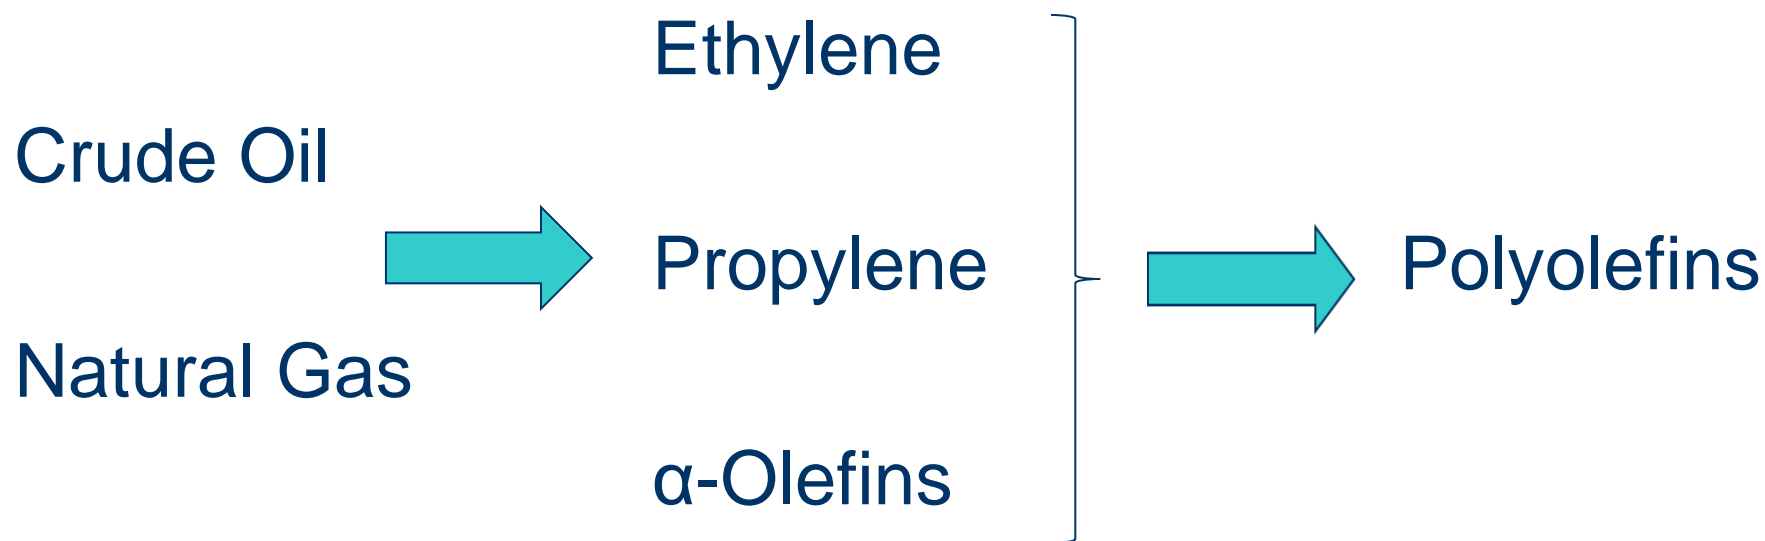 Crude Oil
Natural Gas
Ethylene
Propylene
α-Olefins
Polyolefins